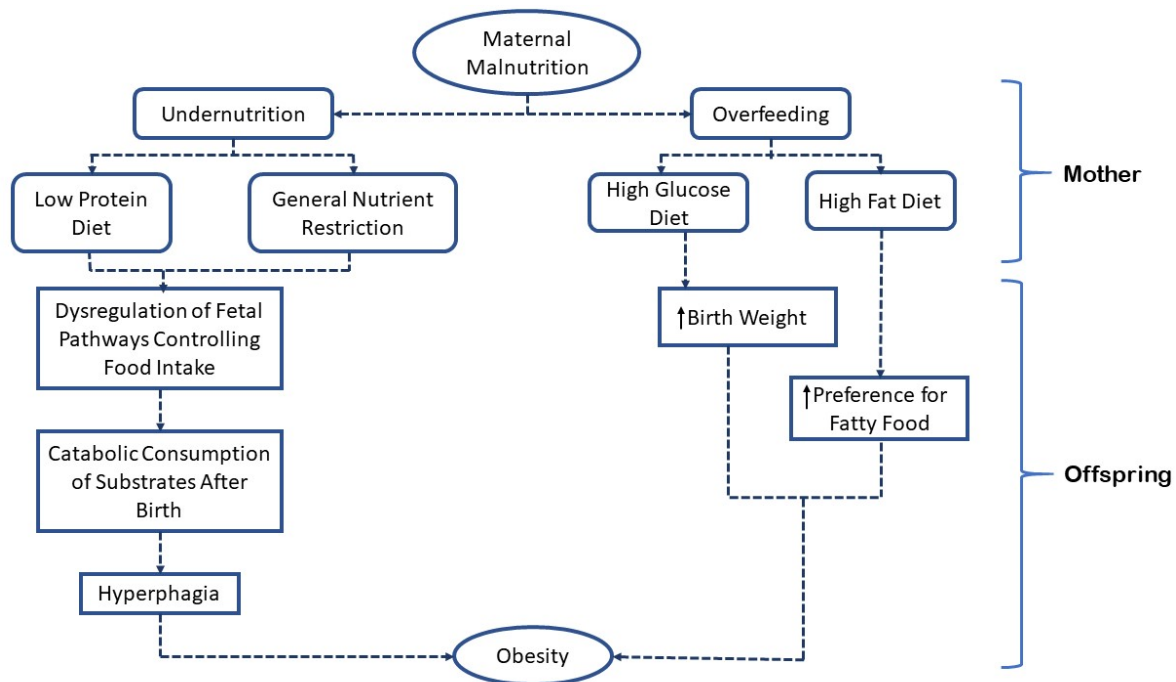 Maternal
Malnutrition
Undernutrition
Overfeeding
Low Protein
Diet
General Nutrient
Restriction
High Glucose
Diet
High Fat Diet
Mother
Dysregulation of Fetal
Pathways Controlling
Food Intake
↑Birth Weight
↑Preference for
Fatty Food
Catabolic Consumption
of Substrates After
Birth
Offspring
Hyperphagia
Obesity